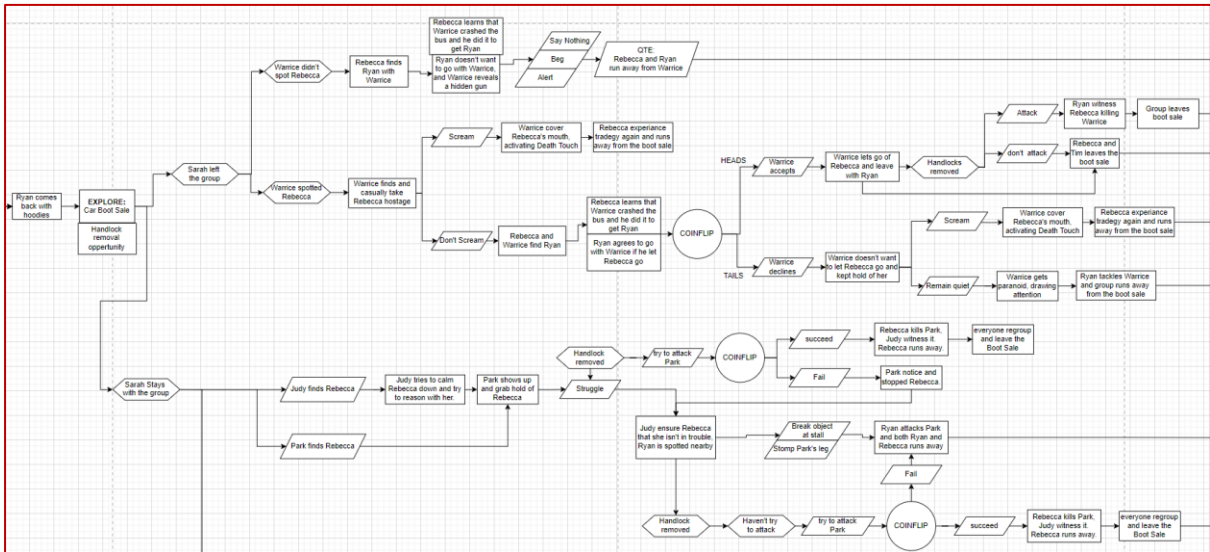 Rebecca learns that
Warrice crashed the
bus and he did it to
get Ryan
Ryan doesn't want
to go with Warrice,
and Warrice reveals
a hidden gun
Say Nothing
Beg
Alert
QTE:
Rebecca and Ryan
run away from Warrice
Warrice didn't
spot Rebecca
Rebecca finds
Ryan with
Warrice
Scream
Warrice cover
Rebecca's mouth,
activating Death Touch
Rebecca experiance
tradegy again and runs
away from the boot sale
Sarah left
the group
Warrice spotted
Rebecca
Warrice finds and
casually take
Rebecca hostage
Ryan comes
back with
hoodies
EXPLORE:
Car Boot Sale
Handlock
removal
oppertunity
Don't Scream
Rebecca and
Warrice find Ryan
Rebecca learns that
Warrice crashed the
bus and he did it to
get Ryan
Ryan agrees to go
with Warrice if he let
Rebecca go
COINFLIP
HEADS
Warrice
accepts
Warrice lets go of
Rebecca and leave
with Ryan
Handlocks
removed
Attack
Ryan witness
Rebecca killing
Warrice
Group leaves
boot sale
don't attack
Rebecca and
Tim leaves the
boot sale
TAILS
Warrice
declines
Warrice doesn't want
to let Rebecca go and
kept hold of her
Scream
Warrice cover
Rebecca's mouth,
activating Death Touch
Rebecca experiance
tradegy again and runs
away from the boot sale
Remain quiet
Warrice gets
paranoid, drawing
attention
Ryan tackles Warrice
and group runs away
from the boot sale
Sarah Stays
with the group
Judy finds Rebecca
Judy tries to calm
Rebecca down and try
to reason with her.
Park shows up
and grab hold of
Rebecca
Park finds Rebecca
Handlock
removed
Struggle
try to attack
Park
COINFLIP
succeed
Rebecca kills Park,
Judy witness it.
Rebecca runs away.
everyone regroup
and leave the
Boot Sale
Fail
Park notice and
stopped Rebecca.
Judy ensure Rebecca
that she isn't in trouble,
Ryan is spotted nearby
Break object
at stall
Stomp Park's leg
Ryan attacks Park
and both Ryan and
Rebecca runs away
Fail
Handlock
removed
Haven't try
to attack
try to attack
Park
COINFLIP
succeed
Rebecca kills Park,
Judy witness it.
Rebecca runs away.
everyone regroup
and leave the
Boot Sale